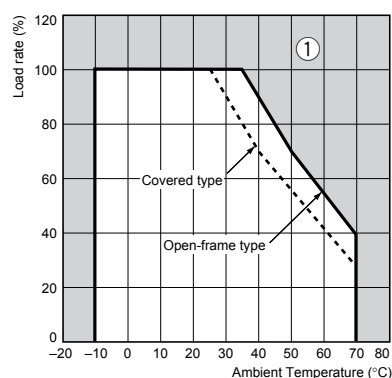 Load rate (%)
120
100
80
60
40
20
0
①
Covered type
Open-frame type
−20 −10 0 10 20 30 40 50 60 70 80
Ambient Temperature (°C)